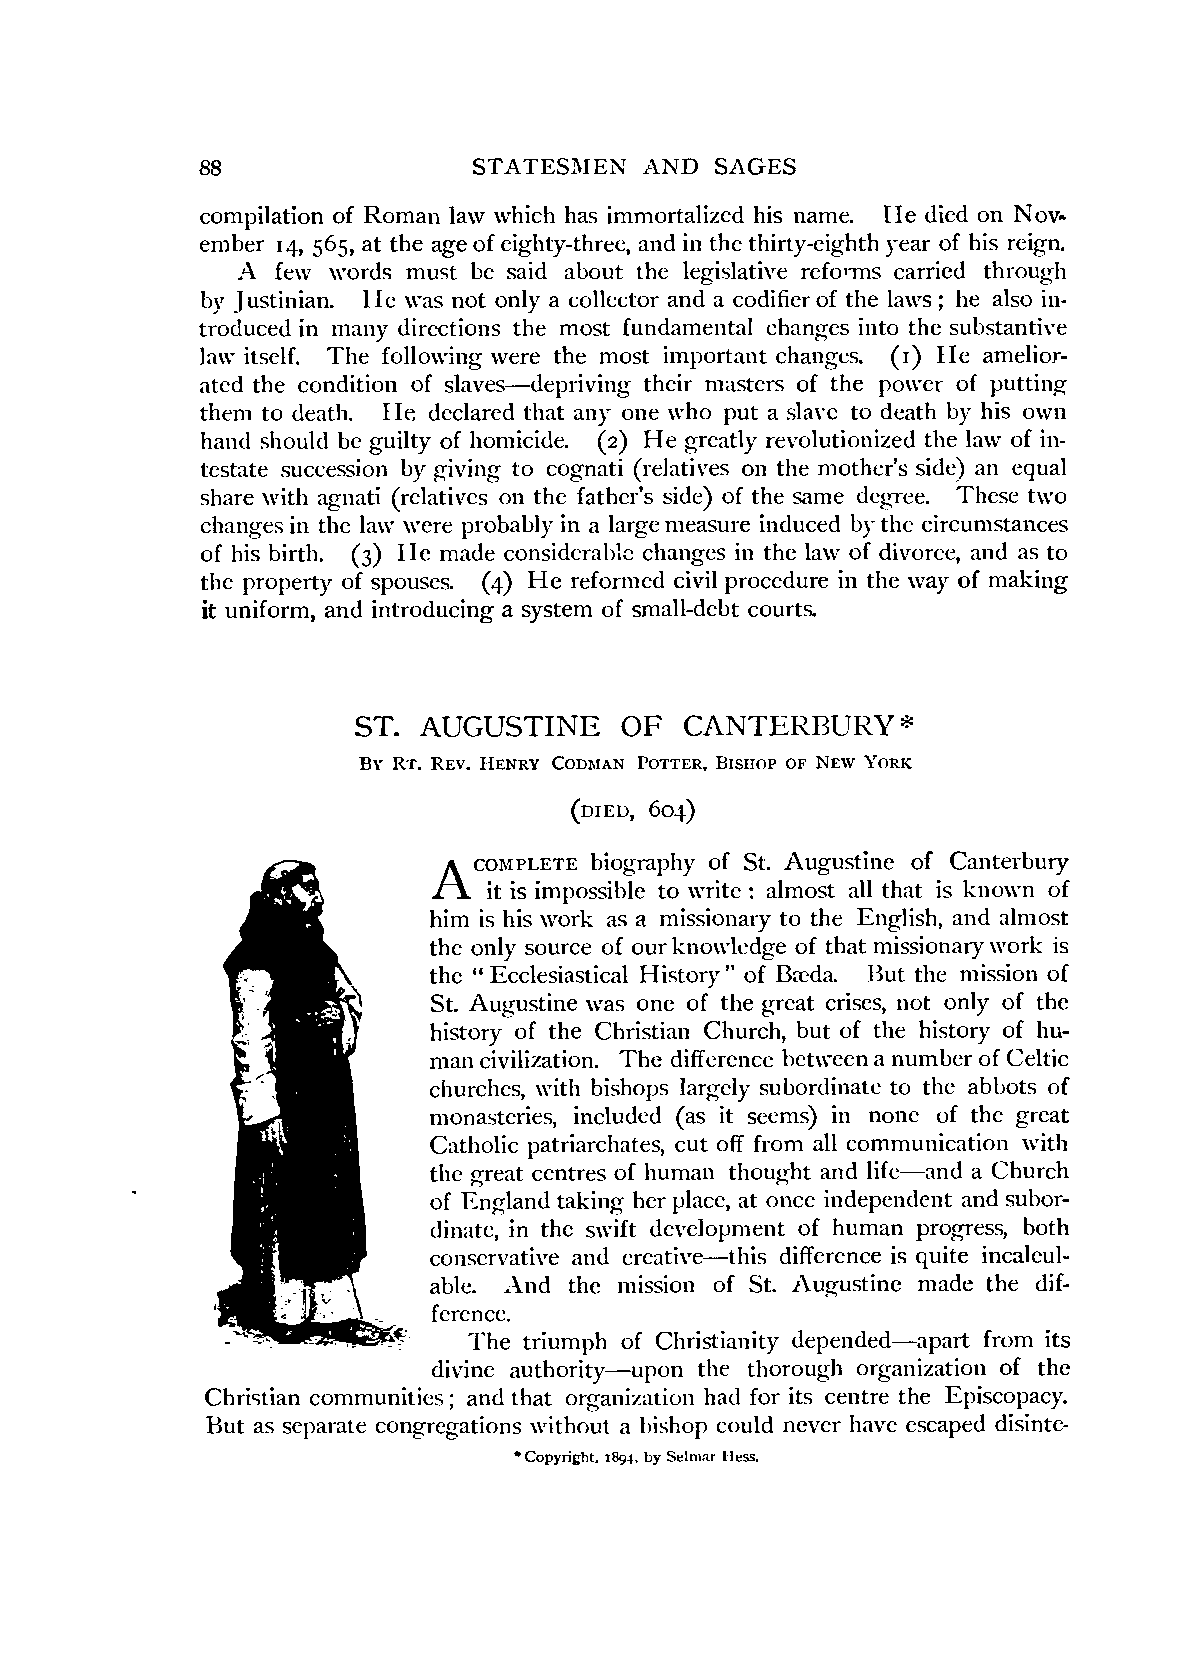 88 STATESMEN AND SAGES
compilation of Roman law which has immortalized his name. He died on Nov-
ember 14, 565, at the age of eighty-three, and in the thirty-eighth year of his reign.
A few words must be said about the legislative reforms carried through
by Justinian. He was not only a collector and a codifier of the laws; he also in-
troduced in many directions the most fundamental changes into the substantive
law itself. The following were the most important changes. (1) He amelior-
ated the condition of slaves—depriving their masters of the power of putting
them to death. He declared that any one who put a slave to death by his own
hand should be guilty of homicide. (2) He greatly revolutionized the law of in-
testate succession by giving to cognati (relatives on the mother's side) an equal
share with agnati (relatives on the father's side) of the same degree. These two
changes in the law were probably in a large measure induced by the circumstances
of his birth. (3) He made considerable changes in the law of divorce, and as to
the property of spouses. (4) He reformed civil procedure in the way of making
it uniform, and introducing a system of small-debt courts.
ST. AUGUSTINE OF CANTERBURY*
BY RT. REV. HENRY CODMAN POTTER, BISHOP OF NEW YORK
(DIED, 604)
A COMPLETE biography of St. Augustine of Canterbury
it is impossible to write: almost all that is known of
him is his work as a missionary to the English, and almost
the only source of our knowledge of that missionary work is
the "Ecclesiastical History" of Bæda. But the mission of
St. Augustine was one of the great crises, not only of the
history of the Christian Church, but of the history of hu-
man civilization. The difference between a number of Celtic
churches, with bishops largely subordinate to the abbots of
monasteries, included (as it seems) in none of the great
Catholic patriarchates, cut off from all communication with
the great centres of human thought and life—and a Church
of England taking her place, at once independent and subor-
dinate, in the swift development of human progress, both
conservative and creative—this difference is quite incalcul-
able. And the mission of St. Augustine made the dif-
ference.
The triumph of Christianity depended—apart from its
divine authority—upon the thorough organization of the
Christian communities; and that organization had for its centre the Episcopacy.
But as separate congregations without a bishop could never have escaped disinte-
*Copyright, 1894, by Selmar Hess.